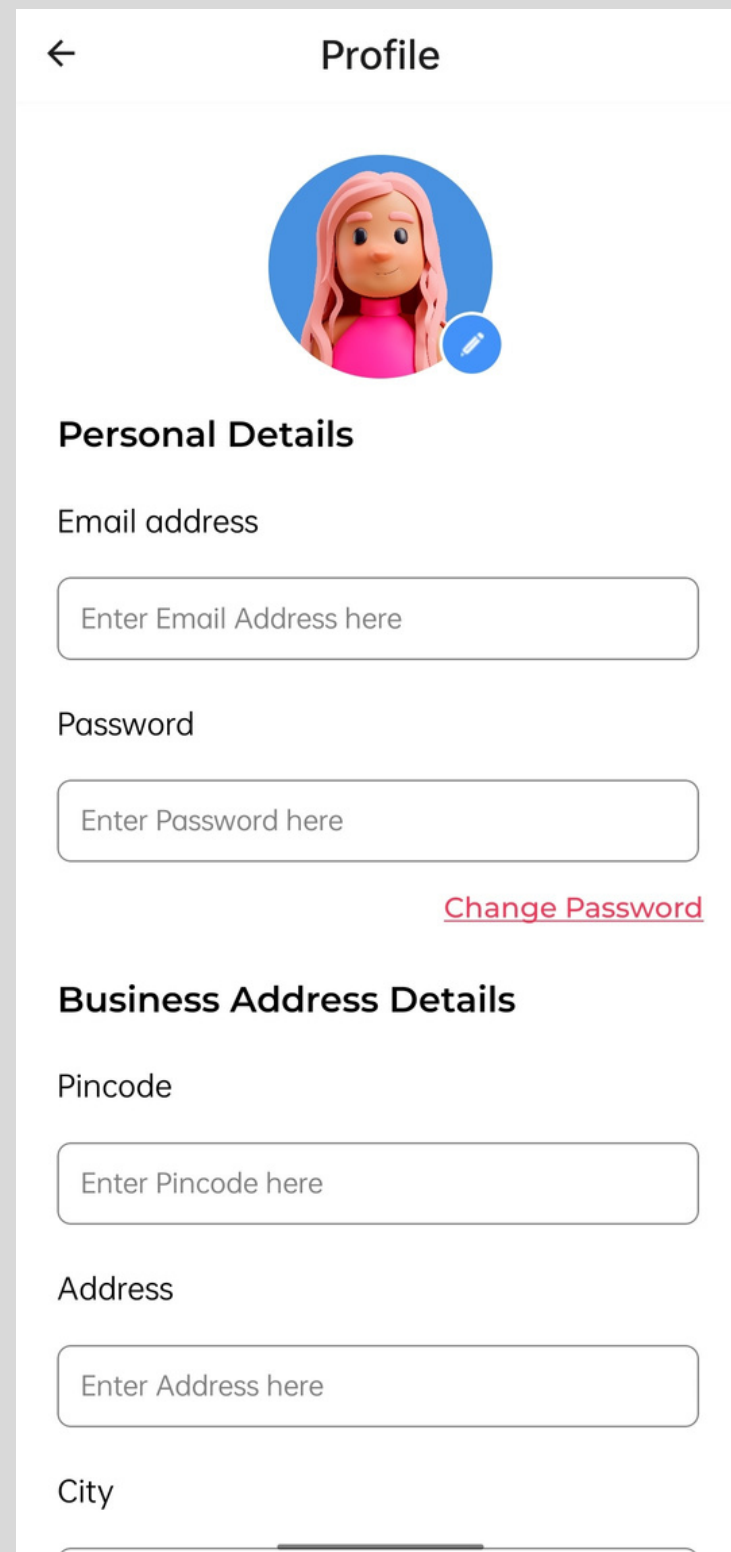 Profile
Personal Details
Email address
Enter Email Address here
Password
Enter Password here
Change Password
Business Address Details
Pincode
Enter Pincode here
Address
Enter Address here
City